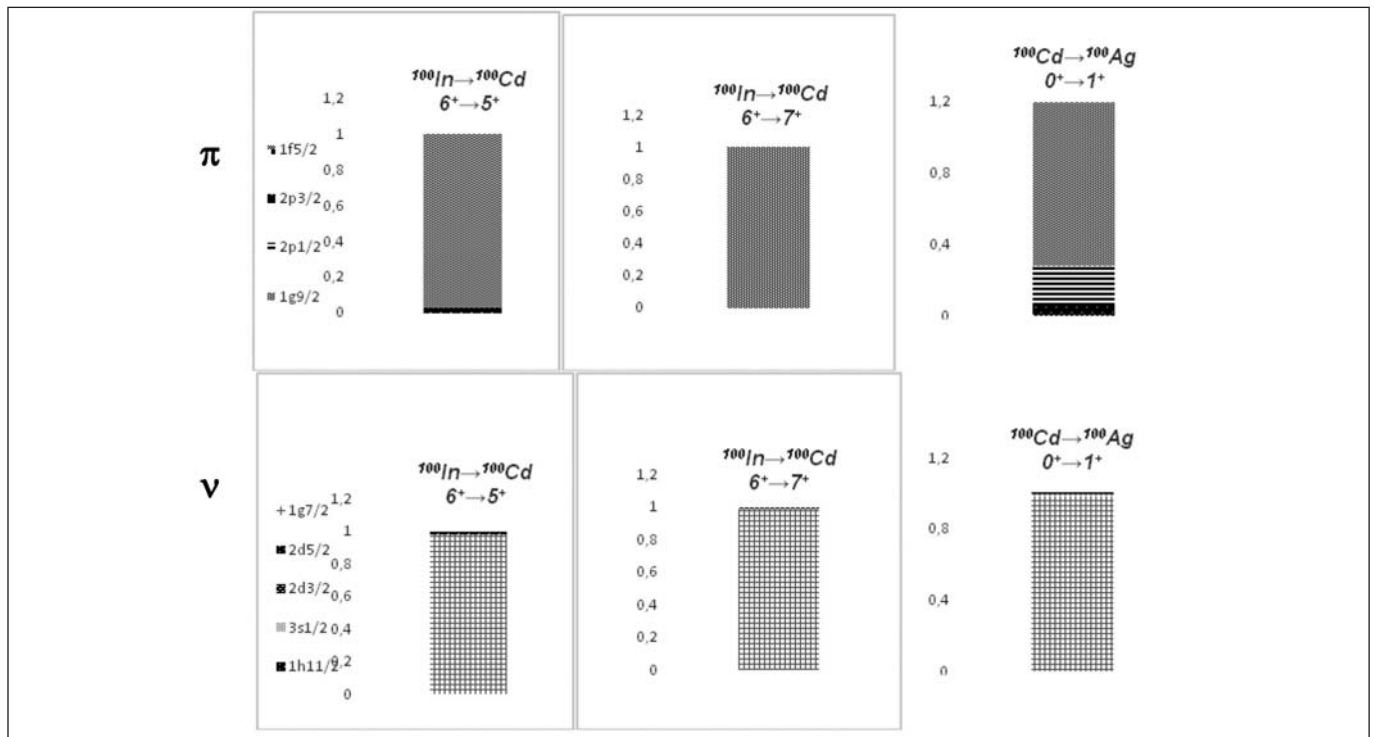 π
¹⁰⁰In→¹⁰⁰Cd
6⁺→5⁺
1,2
1
0,8
0,6
0,4
0,2
0
1f5/2
2p3/2
2p1/2
1g9/2
¹⁰⁰In→¹⁰⁰Cd
6⁺→7⁺
1,2
1
0,8
0,6
0,4
0,2
0
¹⁰⁰Cd→¹⁰⁰Ag
0⁺→1⁺
1,2
0,8
0,4
0
ν
¹⁰⁰In→¹⁰⁰Cd
6⁺→5⁺
1,2
1
0,8
0,6
0,4
0,2
0
1g7/2
2d5/2
2d3/2
3s1/2
1h11/2
¹⁰⁰In→¹⁰⁰Cd
6⁺→7⁺
1,2
1
0,8
0,6
0,4
0,2
0
¹⁰⁰Cd→¹⁰⁰Ag
0⁺→1⁺
1,2
0,8
0,4
0